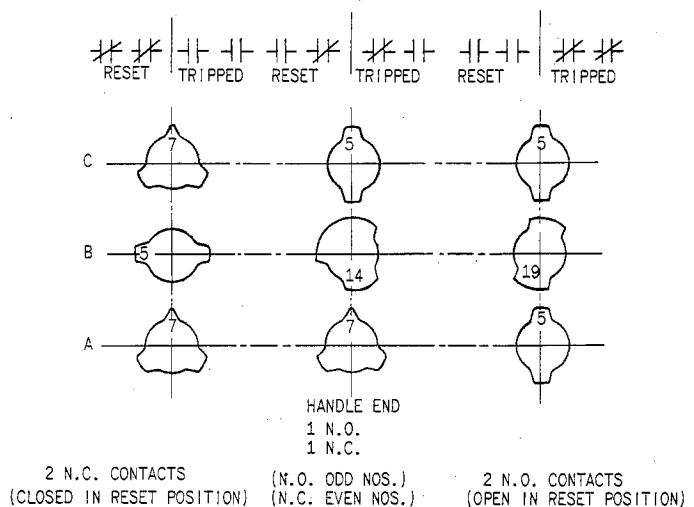 RESET TRIPPED RESET TRIPPED RESET TRIPPED
C 7 5 5
B 5 14 19
A 7 7 5
HANDLE END
1 N.O.
1 N.C.
2 N.C. CONTACTS (N.O. ODD NOS.) 2 N.O. CONTACTS
(CLOSED IN RESET POSITION) (N.C. EVEN NOS.) (OPEN IN RESET POSITION)